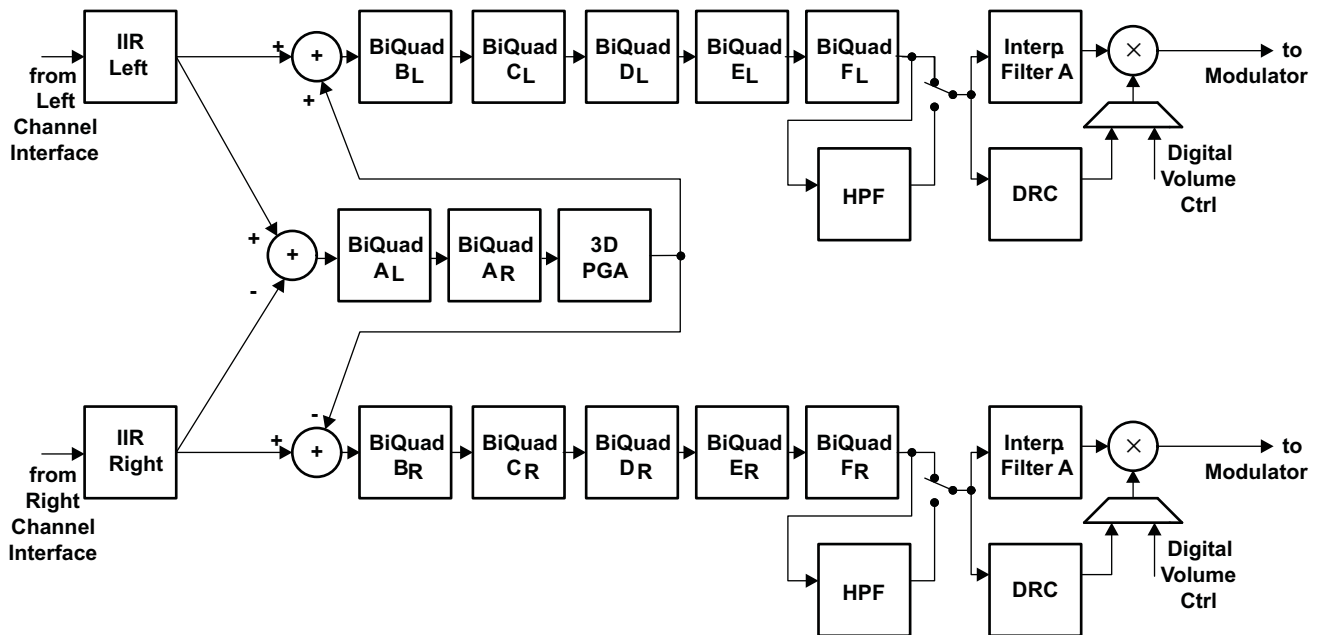 from
Left
Channel
Interface
IIR
Left
+
+
+
BiQuad
BL
BiQuad
CL
BiQuad
DL
BiQuad
EL
BiQuad
FL
HPF
Interp.
Filter A
DRC
×
to
Modulator
Digital
Volume
Ctrl
+
-
+
BiQuad
AL
BiQuad
AR
3D
PGA
from
Right
Channel
Interface
IIR
Right
+
-
+
BiQuad
BR
BiQuad
CR
BiQuad
DR
BiQuad
ER
BiQuad
FR
HPF
Interp.
Filter A
DRC
×
to
Modulator
Digital
Volume
Ctrl